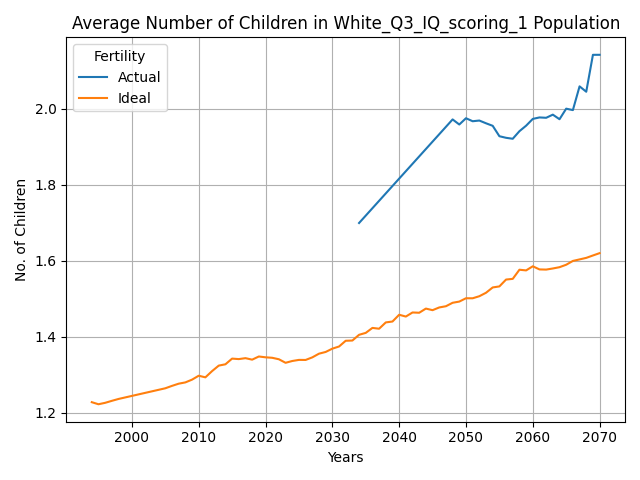 Average Number of Children in White_Q3_IQ_scoring_1 Population
Fertility
Actual
Ideal
No. of Children
2.0
1.8
1.6
1.4
1.2
2000 2010 2020 2030 2040 2050 2060 2070
Years